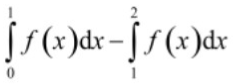 ∫₀¹ f(x)dx − ∫₁² f(x)dx